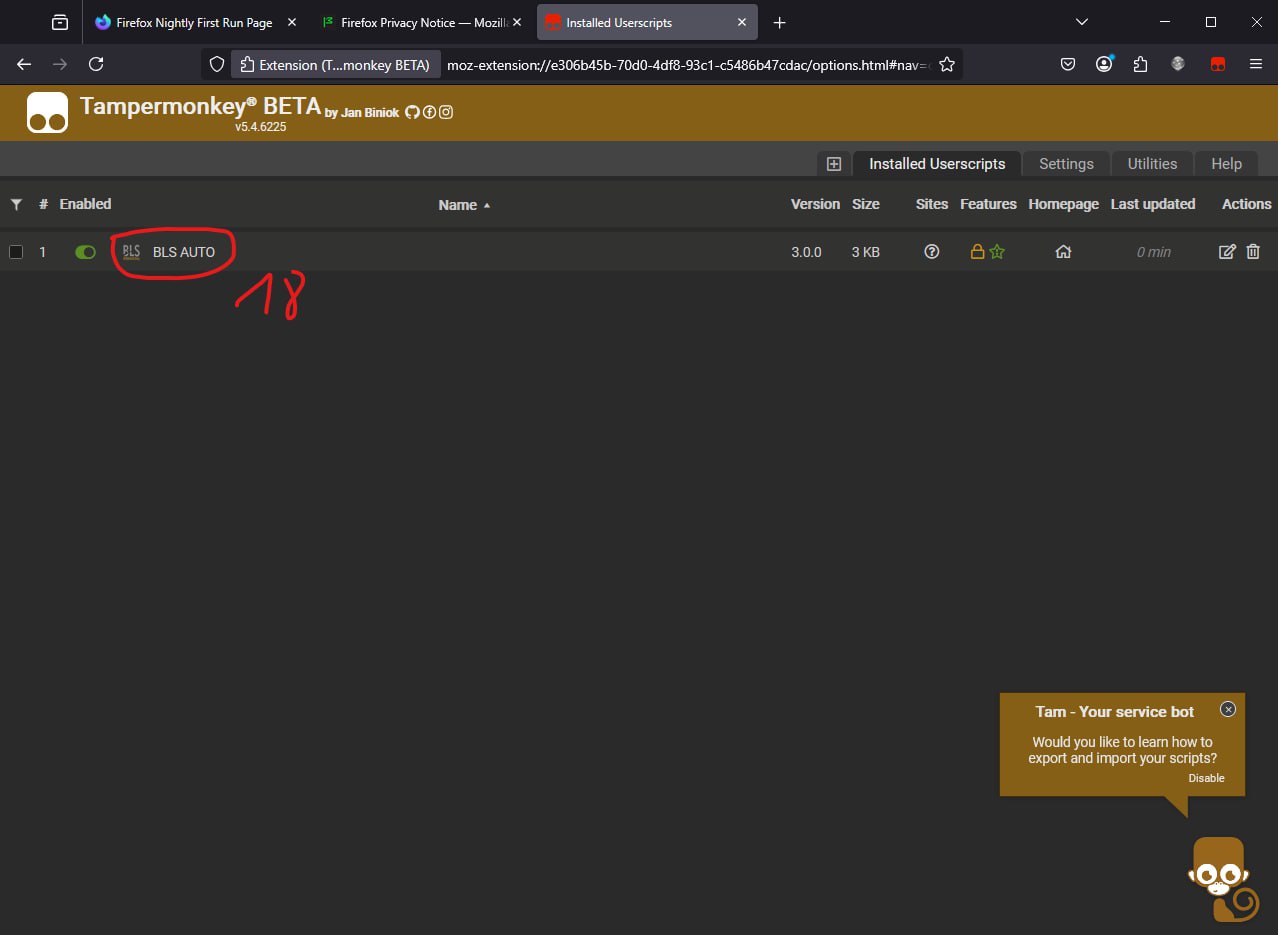 Firefox Nightly First Run Page
Firefox Privacy Notice — Mozill
Installed Userscripts
Extension (T...monkey BETA)
moz-extension://e306b45b-70d0-4df8-93c1-c5486b47cdac/options.html#nav=
Tampermonkey® BETA by Jan Biniok
v5.4.6225
Installed Userscripts Settings Utilities Help
# Enabled Name Version Size Sites Features Homepage Last updated Actions
1 BLS BLS AUTO 3.0.0 3 KB 0 min
18
Tam - Your service bot
Would you like to learn how to
export and import your scripts?
Disable